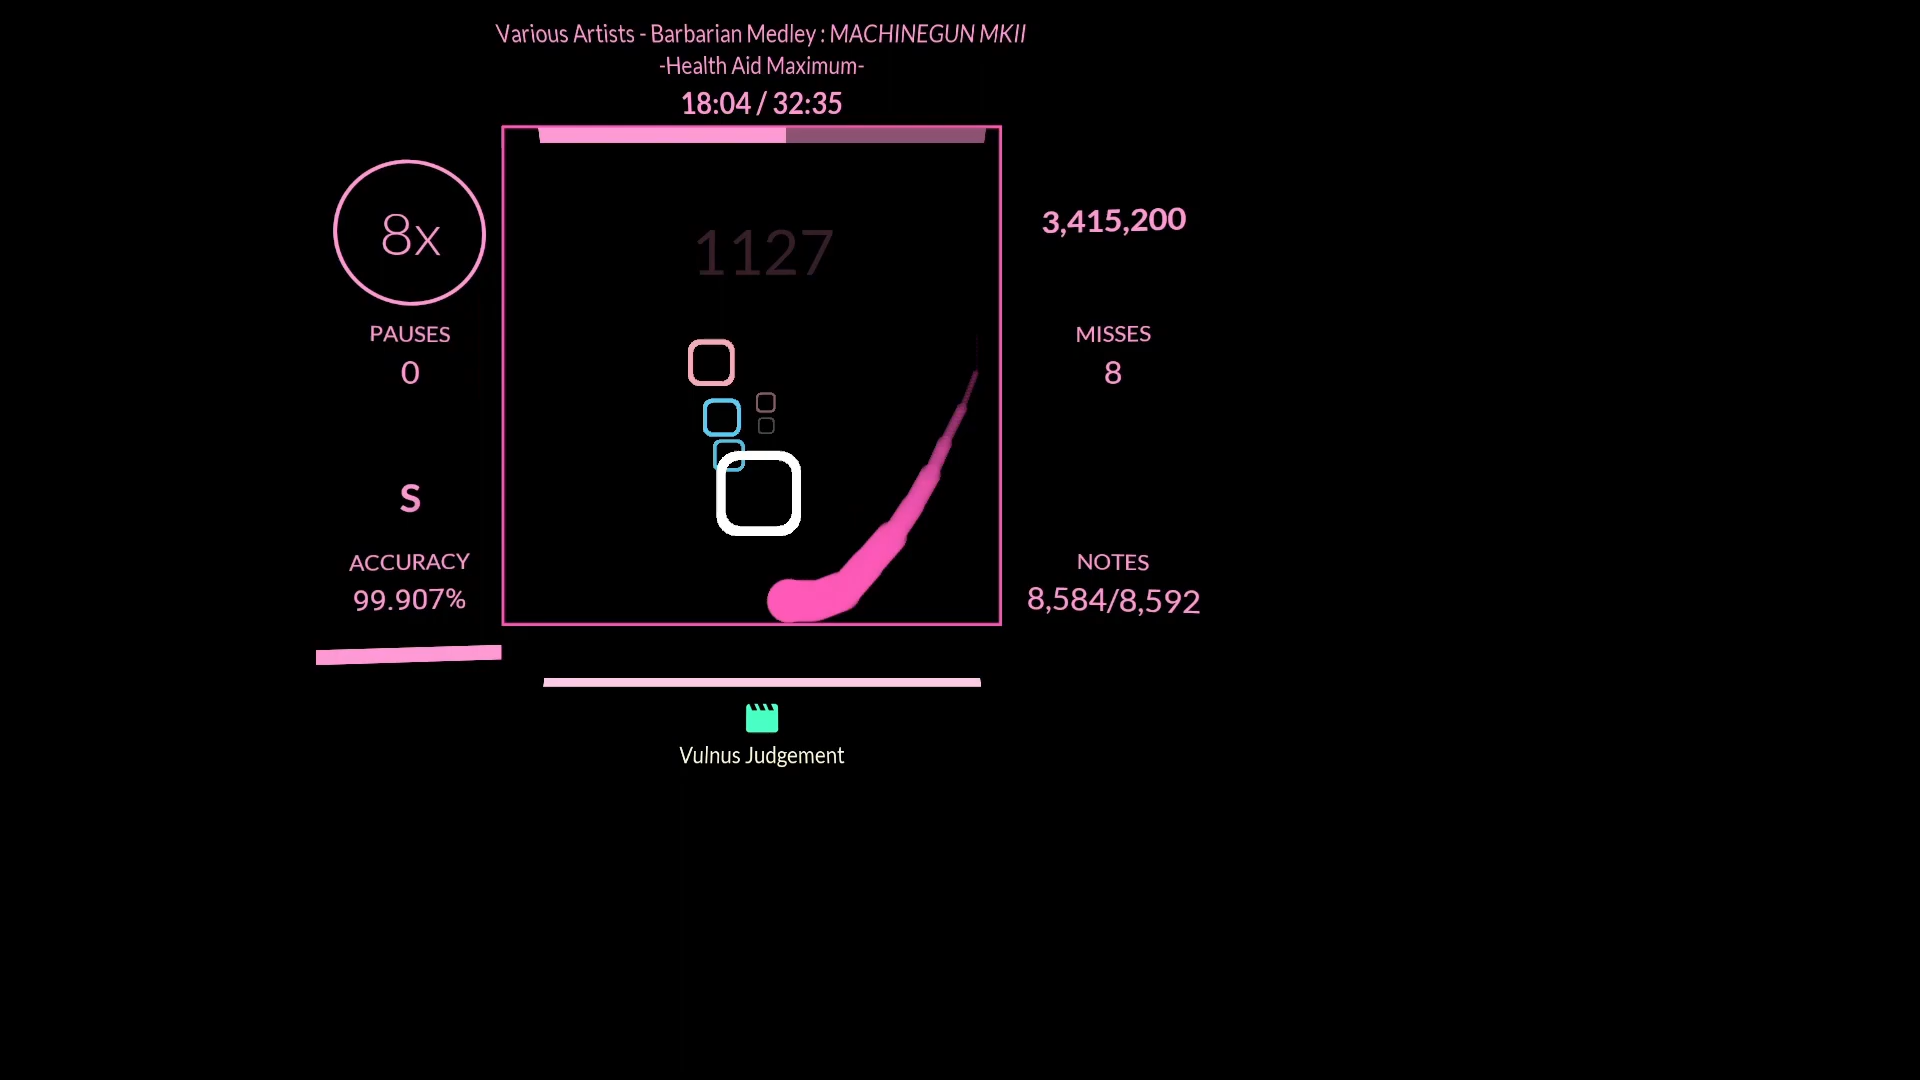 Various Artists - Barbarian Medley : MACHINEGUN MKII
-Health Aid Maximum-
18:04 / 32:35
8x
1127
3,415,200
PAUSES
0
MISSES
8
S
ACCURACY
99.907%
NOTES
8,584/8,592
Vulnus Judgement